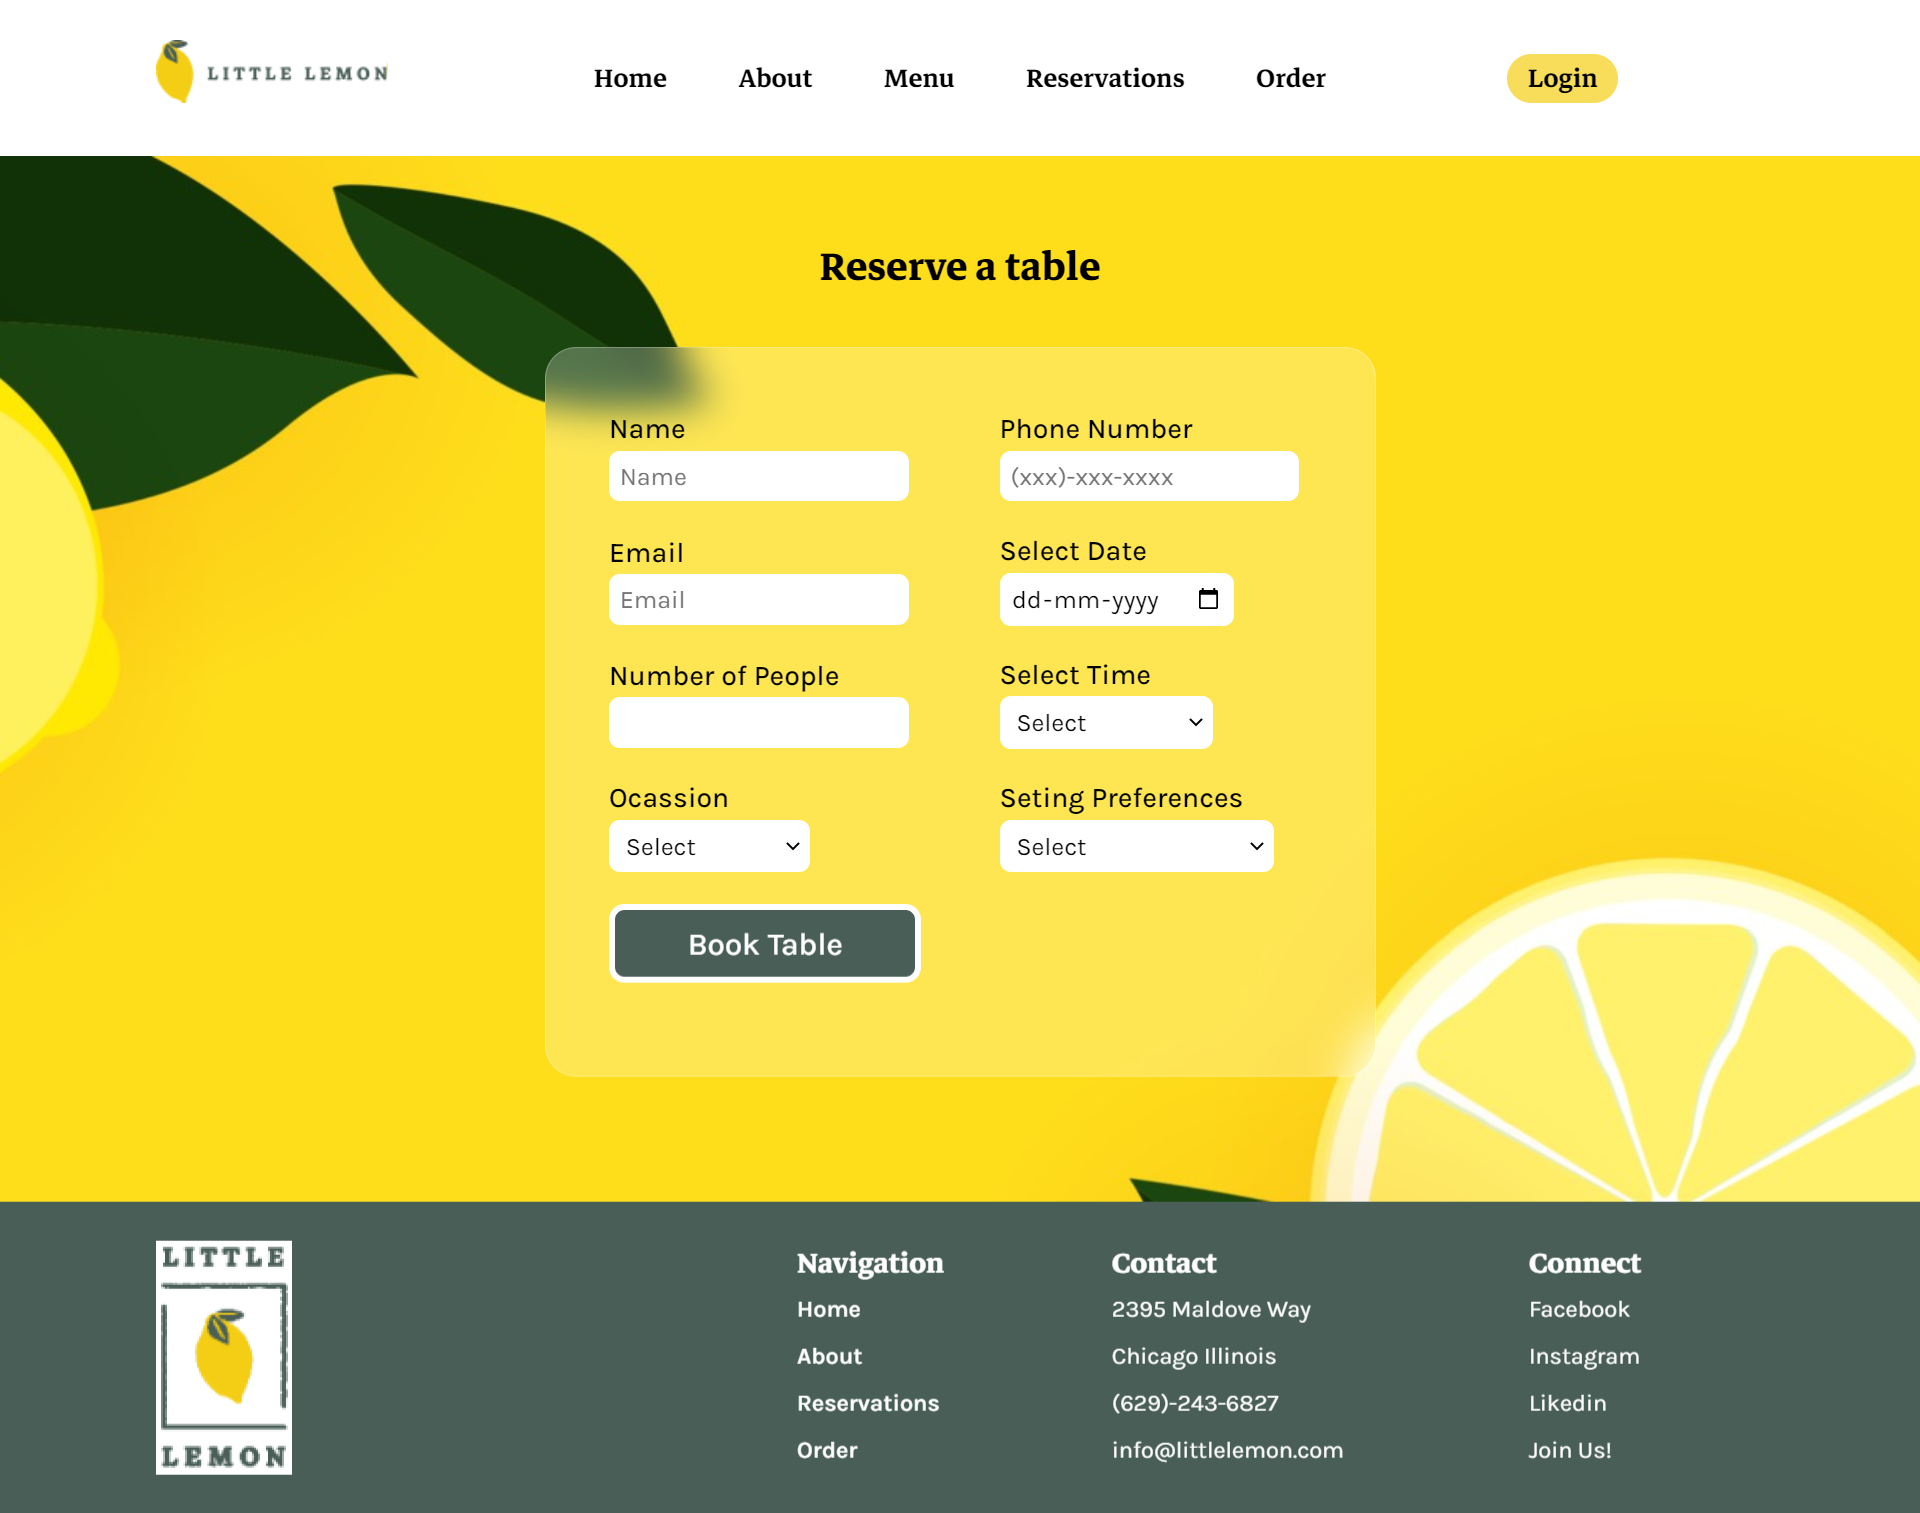 LITTLE LEMON
Home
About
Menu
Reservations
Order
Login
Reserve a table
Name
Name
Phone Number
(xxx)-xxx-xxxx
Email
Email
Select Date
dd-mm-yyyy
Number of People
Select Time
Select
Ocassion
Select
Seting Preferences
Select
Book Table
LITTLE
LEMON
Navigation
Home
About
Reservations
Order
Contact
2395 Maldove Way
Chicago Illinois
(629)-243-6827
info@littlelemon.com
Connect
Facebook
Instagram
Likedin
Join Us!